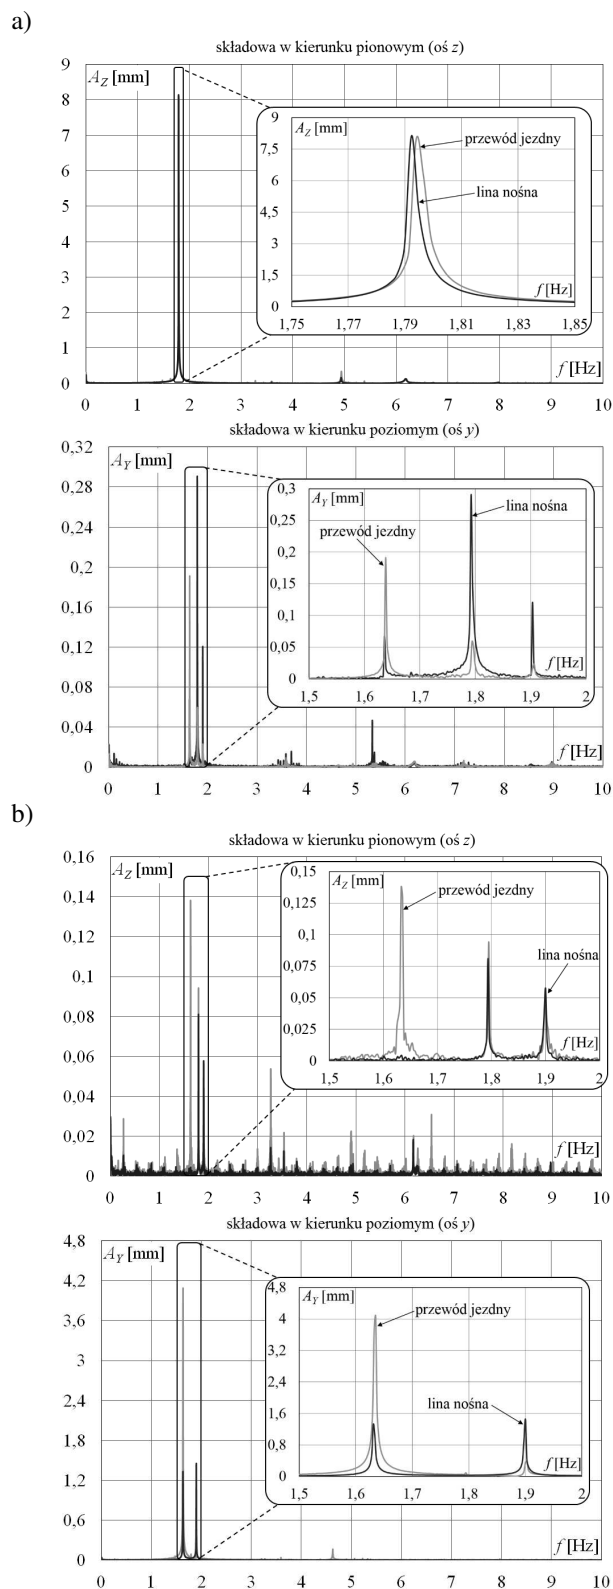 a)
składowa w kierunku pionowym (oś z)
9
8
7
6
5
4
3
2
1
0
A_Z [mm]
9
7,5
6
4,5
3
1,5
0
A_Z [mm]
przewód jezdny
lina nośna
f [Hz]
1,75 1,77 1,79 1,81 1,83 1,85
f [Hz]
0 1 2 3 4 5 6 7 8 9 10
składowa w kierunku poziomym (oś y)
0,32
0,28
0,24
0,2
0,16
0,12
0,08
0,04
0
A_Y [mm]
0,3
0,25
0,2
0,15
0,1
0,05
0
A_Y [mm]
lina nośna
przewód jezdny
f [Hz]
1,5 1,6 1,7 1,8 1,9 2
f [Hz]
0 1 2 3 4 5 6 7 8 9 10
b)
składowa w kierunku pionowym (oś z)
0,16
0,14
0,12
0,1
0,08
0,06
0,04
0,02
0
A_Z [mm]
0,15
0,125
0,1
0,075
0,05
0,025
0
A_Z [mm]
przewód jezdny
lina nośna
f [Hz]
1,5 1,6 1,7 1,8 1,9 2
f [Hz]
0 1 2 3 4 5 6 7 8 9 10
składowa w kierunku poziomym (oś y)
4,8
4,2
3,6
3
2,4
1,8
1,2
0,6
0
A_Y [mm]
4,8
4
3,2
2,4
1,6
0,8
0
A_Y [mm]
przewód jezdny
lina nośna
f [Hz]
1,5 1,6 1,7 1,8 1,9 2
f [Hz]
0 1 2 3 4 5 6 7 8 9 10